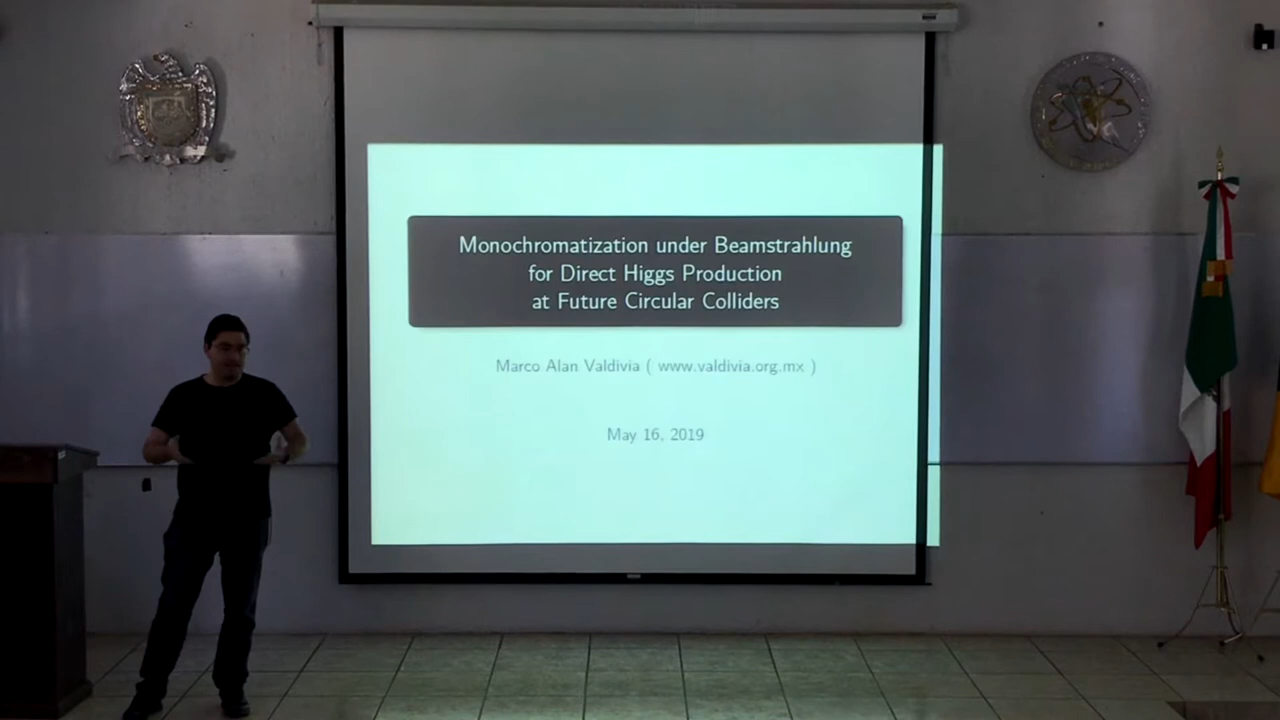 Monochromatization under Beamstrahlung
for Direct Higgs Production
at Future Circular Colliders
Marco Alan Valdivia ( www.valdivia.org.mx )
May 16, 2019